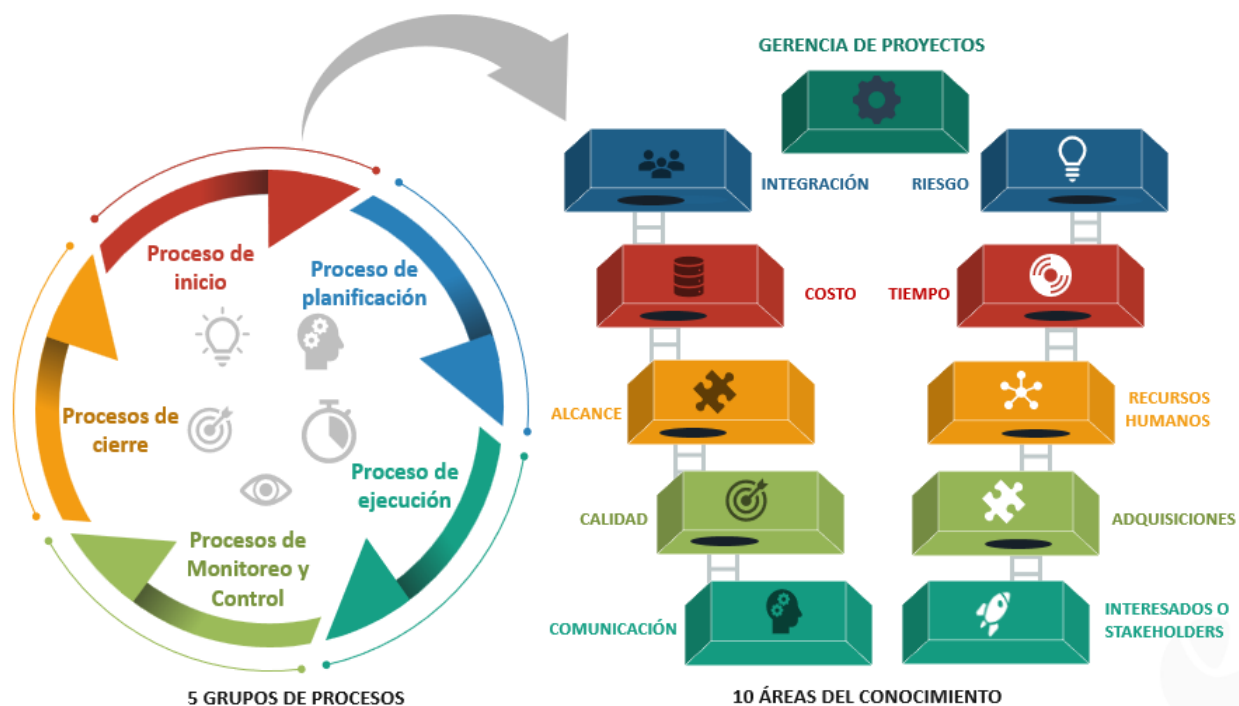 Proceso de
inicio
Proceso de
planificación
Proceso de
ejecución
Procesos de
Monitoreo y
Control
Procesos de
cierre
5 GRUPOS DE PROCESOS
GERENCIA DE PROYECTOS
INTEGRACIÓN
RIESGO
COSTO
TIEMPO
ALCANCE
RECURSOS
HUMANOS
CALIDAD
ADQUISICIONES
COMUNICACIÓN
INTERESADOS O
STAKEHOLDERS
10 ÁREAS DEL CONOCIMIENTO